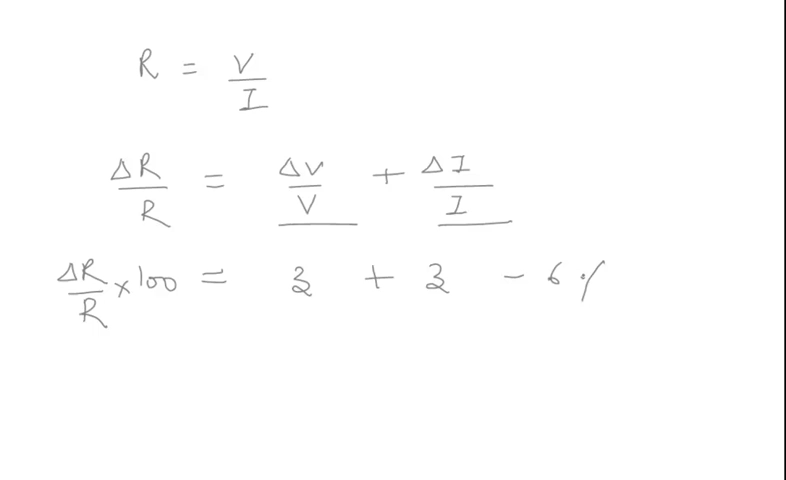 R = V/I
ΔR/R = ΔV/V + ΔI/I
ΔR/R × 100 = 3 + 3 - 6 %